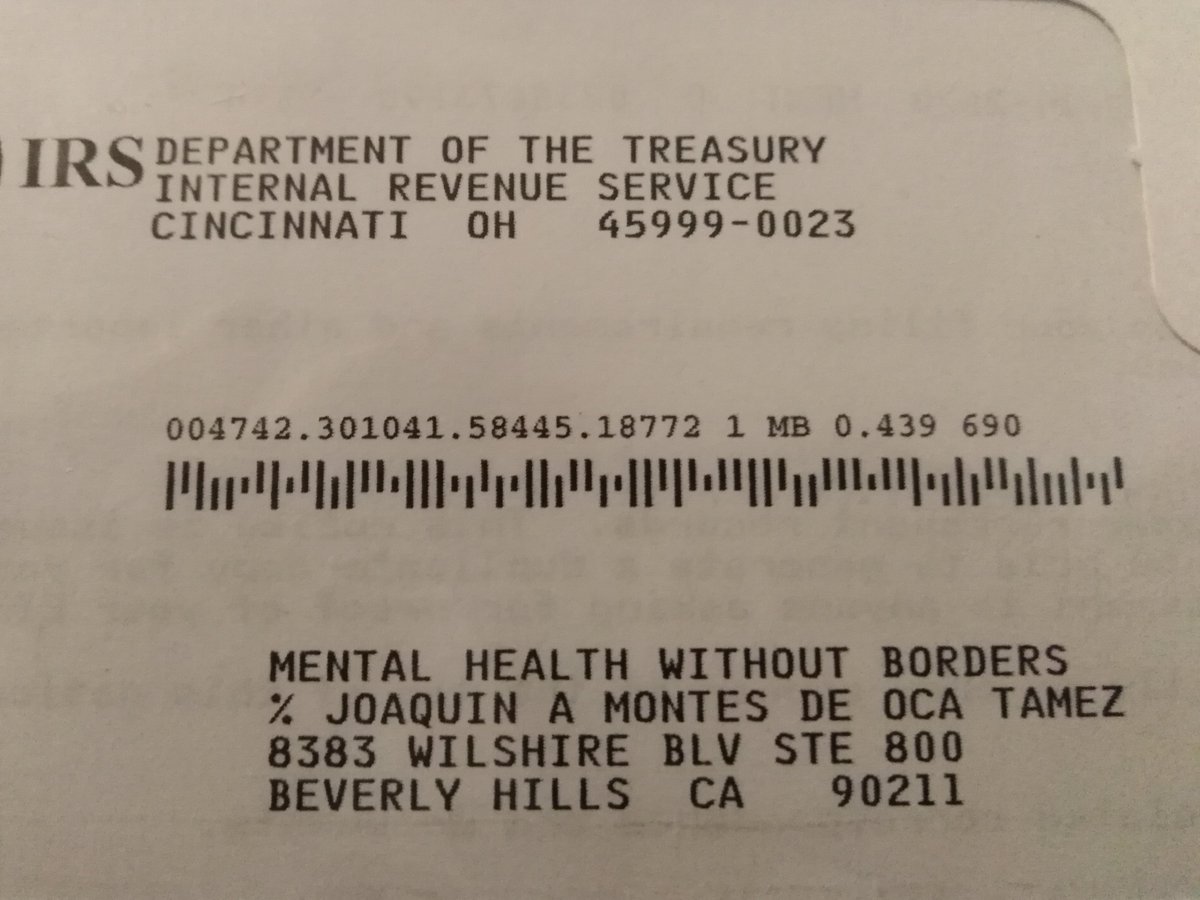 IRS DEPARTMENT OF THE TREASURY
INTERNAL REVENUE SERVICE
CINCINNATI OH 45999-0023
004742.301041.58445.18772 1 MB 0.439 690
MENTAL HEALTH WITHOUT BORDERS
% JOAQUIN A MONTES DE OCA TAMEZ
8383 WILSHIRE BLV STE 800
BEVERLY HILLS CA 90211